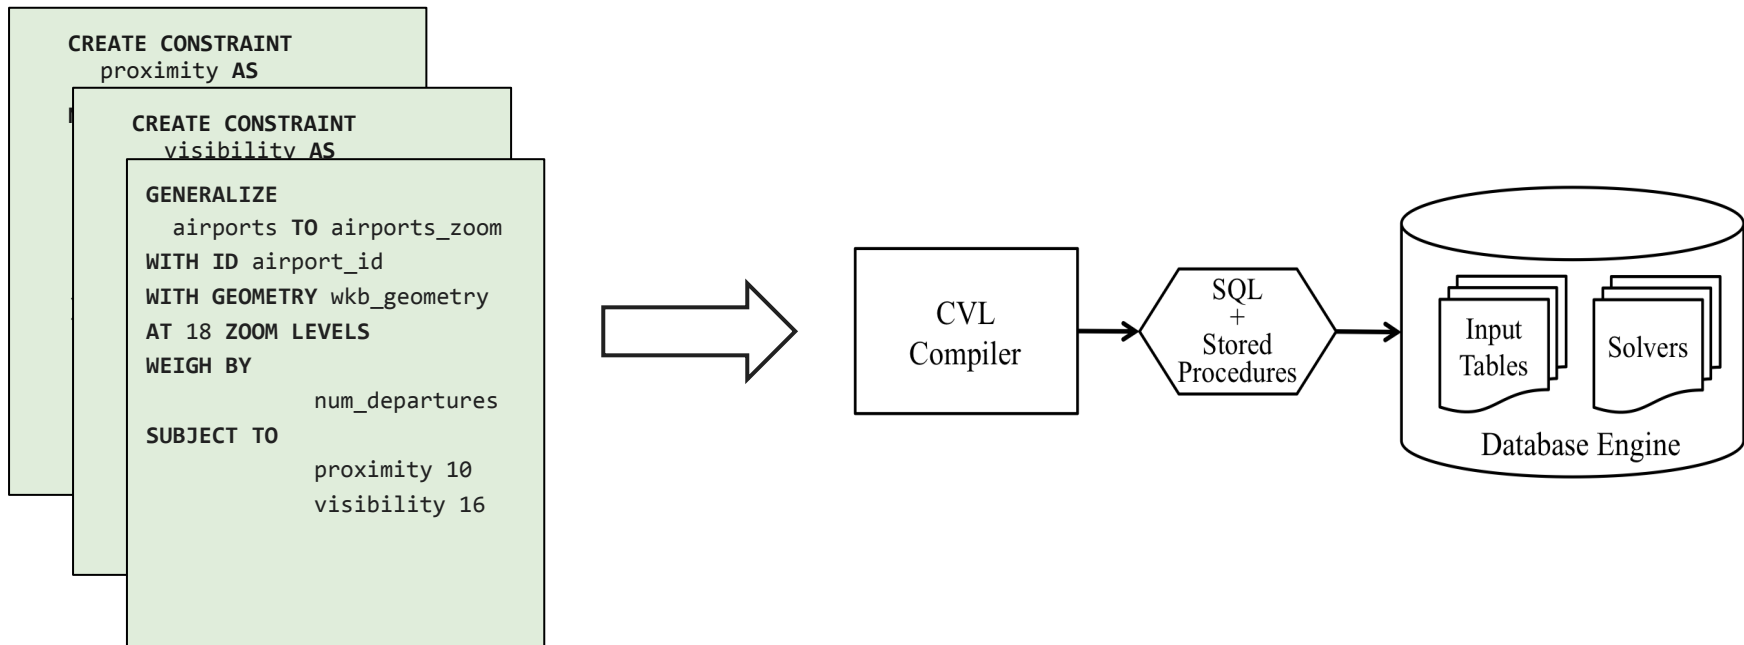 CREATE CONSTRAINT
proximity AS
CREATE CONSTRAINT
visibility AS
GENERALIZE
airports TO airports_zoom
WITH ID airport_id
WITH GEOMETRY wkb_geometry
AT 18 ZOOM LEVELS
WEIGH BY
num_departures
SUBJECT TO
proximity 10
visibility 16
CVL
Compiler
SQL
+
Stored
Procedures
Input
Tables
Solvers
Database Engine